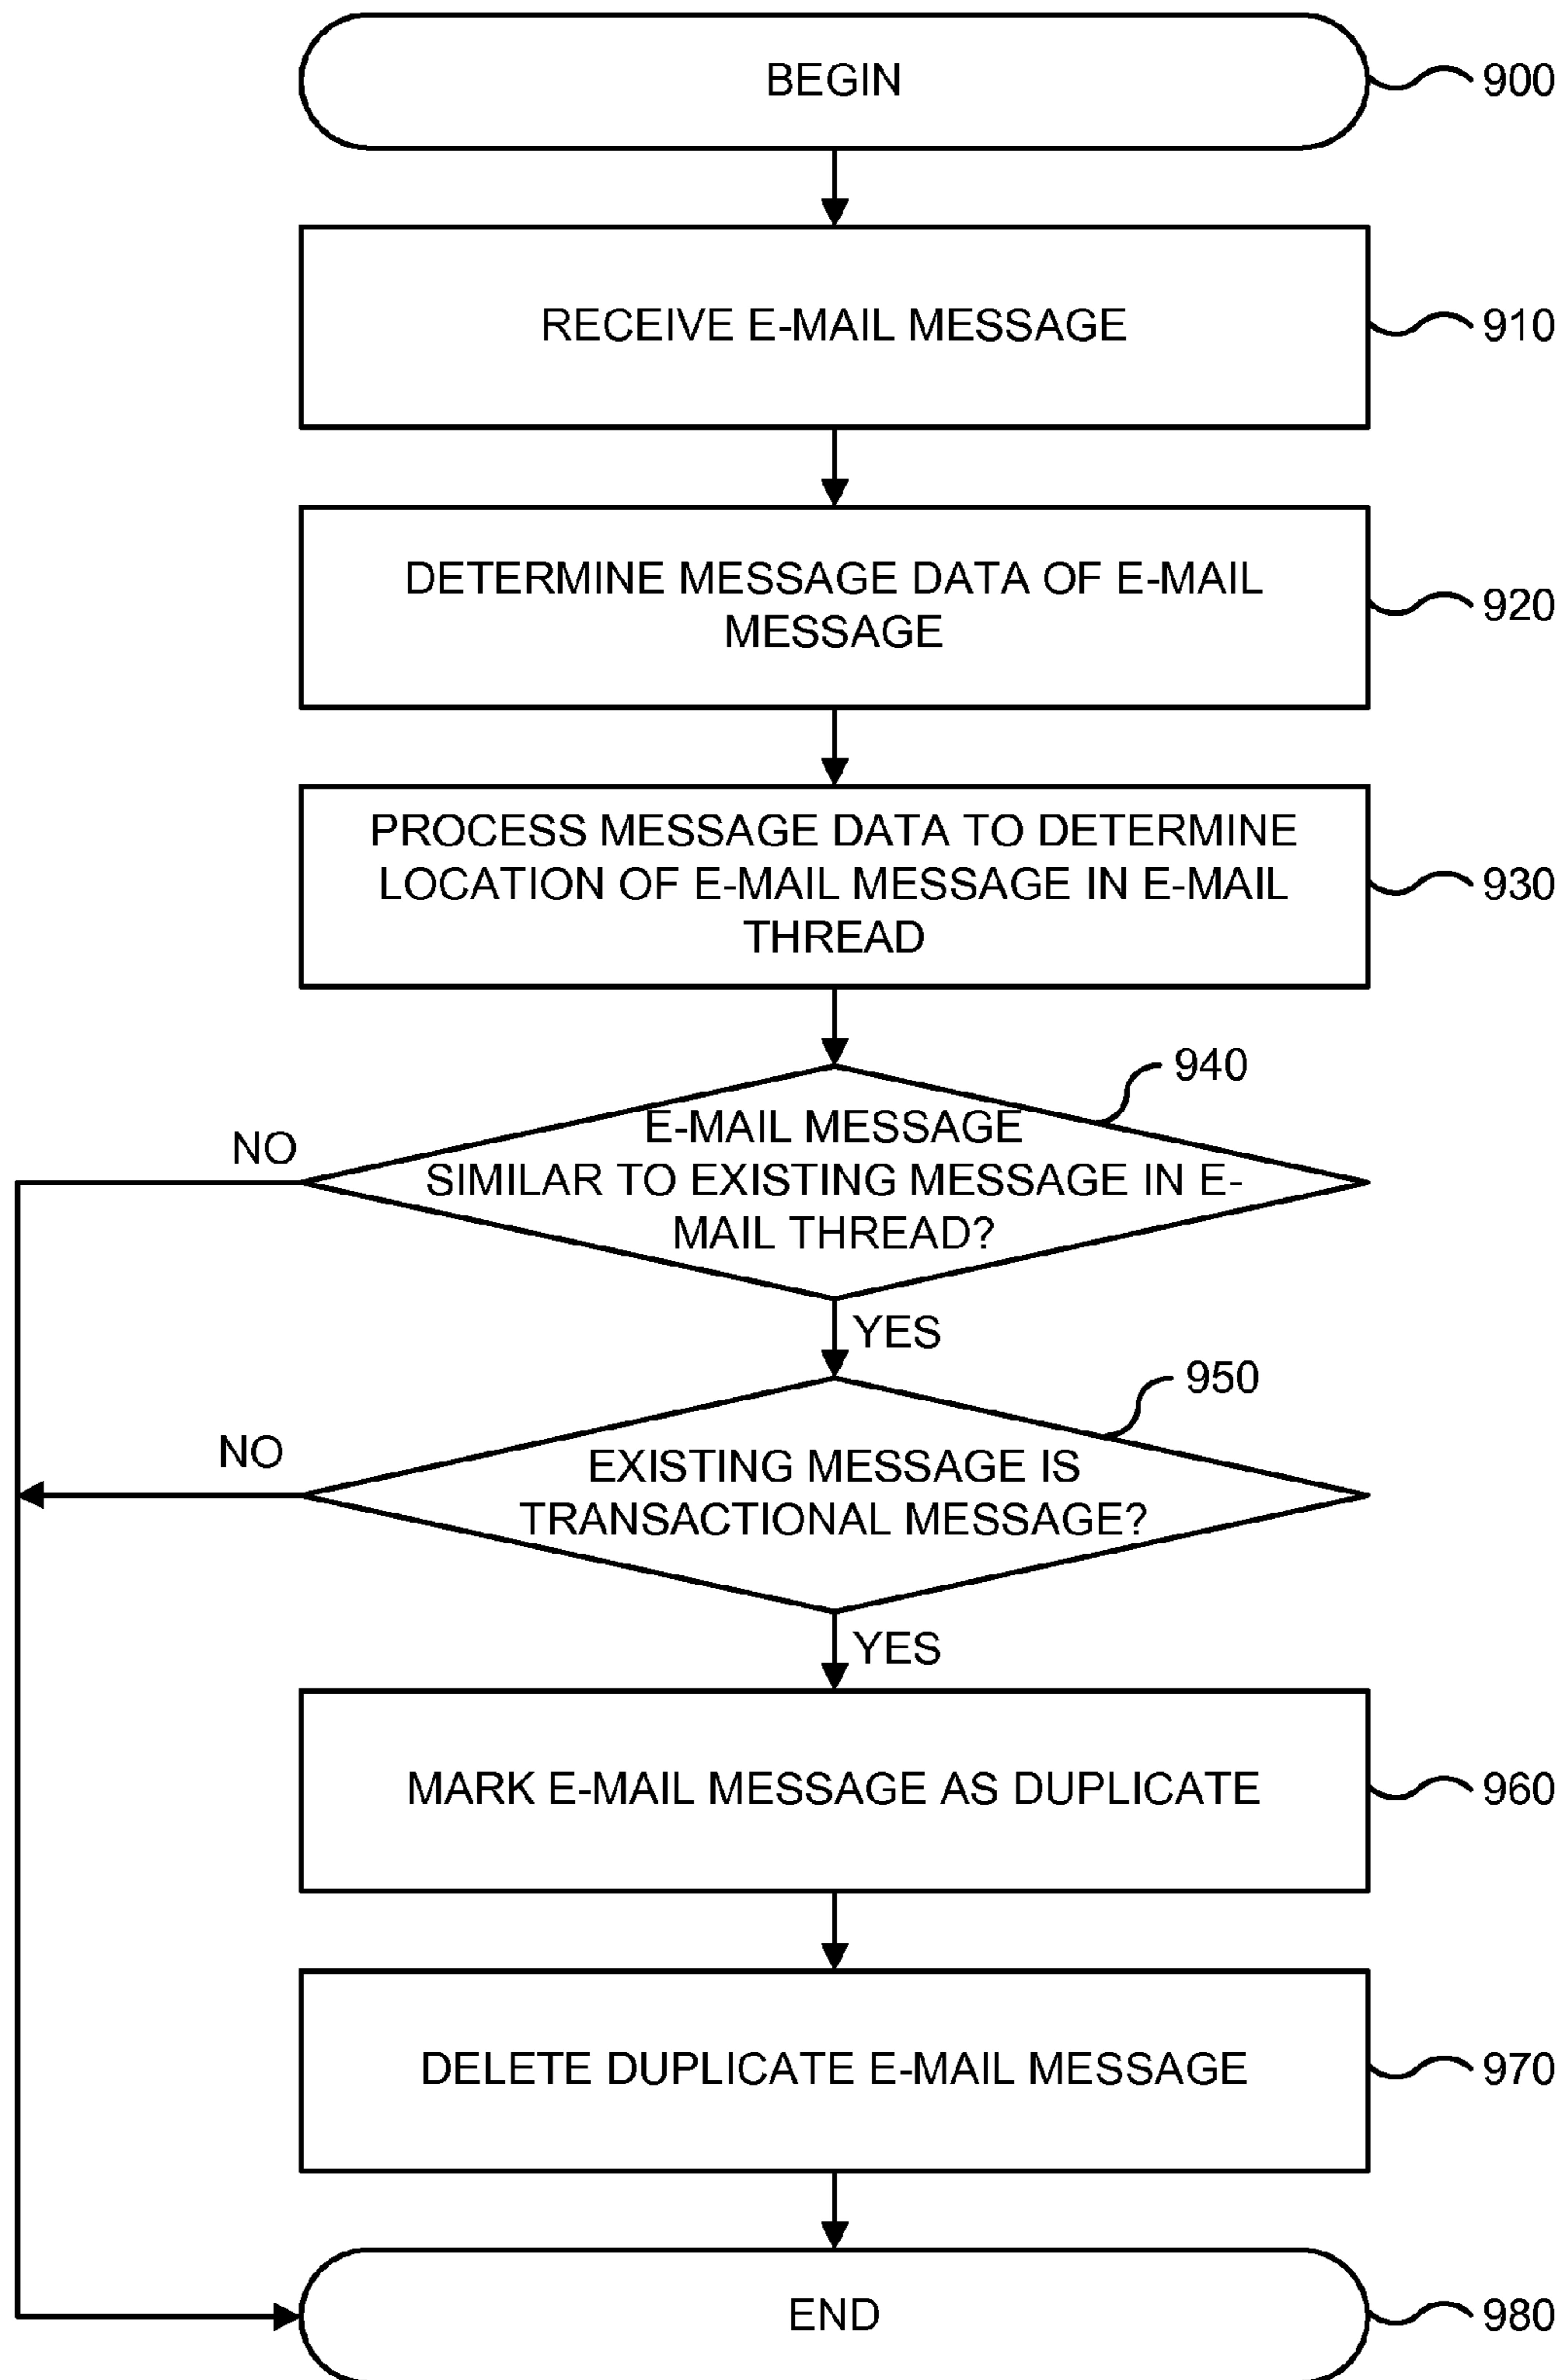 BEGIN
900
RECEIVE E-MAIL MESSAGE
910
DETERMINE MESSAGE DATA OF E-MAIL
MESSAGE
920
PROCESS MESSAGE DATA TO DETERMINE
LOCATION OF E-MAIL MESSAGE IN E-MAIL
THREAD
930
940
E-MAIL MESSAGE
SIMILAR TO EXISTING MESSAGE IN E-
MAIL THREAD?
NO
YES
950
EXISTING MESSAGE IS
TRANSACTIONAL MESSAGE?
NO
YES
MARK E-MAIL MESSAGE AS DUPLICATE
960
DELETE DUPLICATE E-MAIL MESSAGE
970
END
980